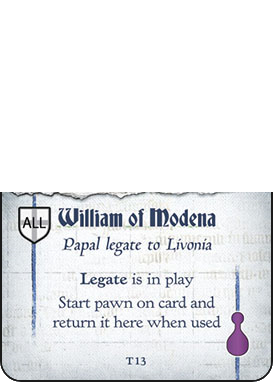 ALL
William of Modena
Papal legate to Livonia
Legate is in play
Start pawn on card and
return it here when used
T13